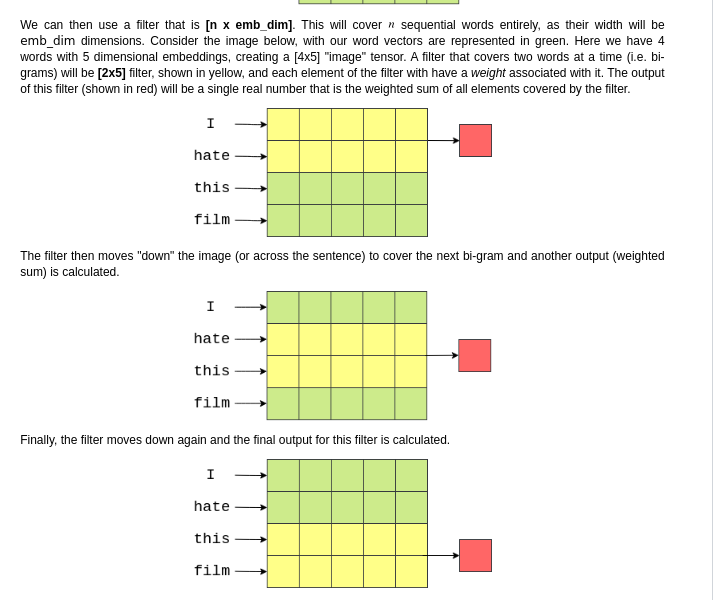 We can then use a filter that is [n x emb_dim]. This will cover n sequential words entirely, as their width will be
emb_dim dimensions. Consider the image below, with our word vectors are represented in green. Here we have 4
words with 5 dimensional embeddings, creating a [4x5] "image" tensor. A filter that covers two words at a time (i.e. bi-
grams) will be [2x5] filter, shown in yellow, and each element of the filter with have a weight associated with it. The output
of this filter (shown in red) will be a single real number that is the weighted sum of all elements covered by the filter.
I
hate
this
film
The filter then moves "down" the image (or across the sentence) to cover the next bi-gram and another output (weighted
sum) is calculated.
I
hate
this
film
Finally, the filter moves down again and the final output for this filter is calculated.
I
hate
this
film